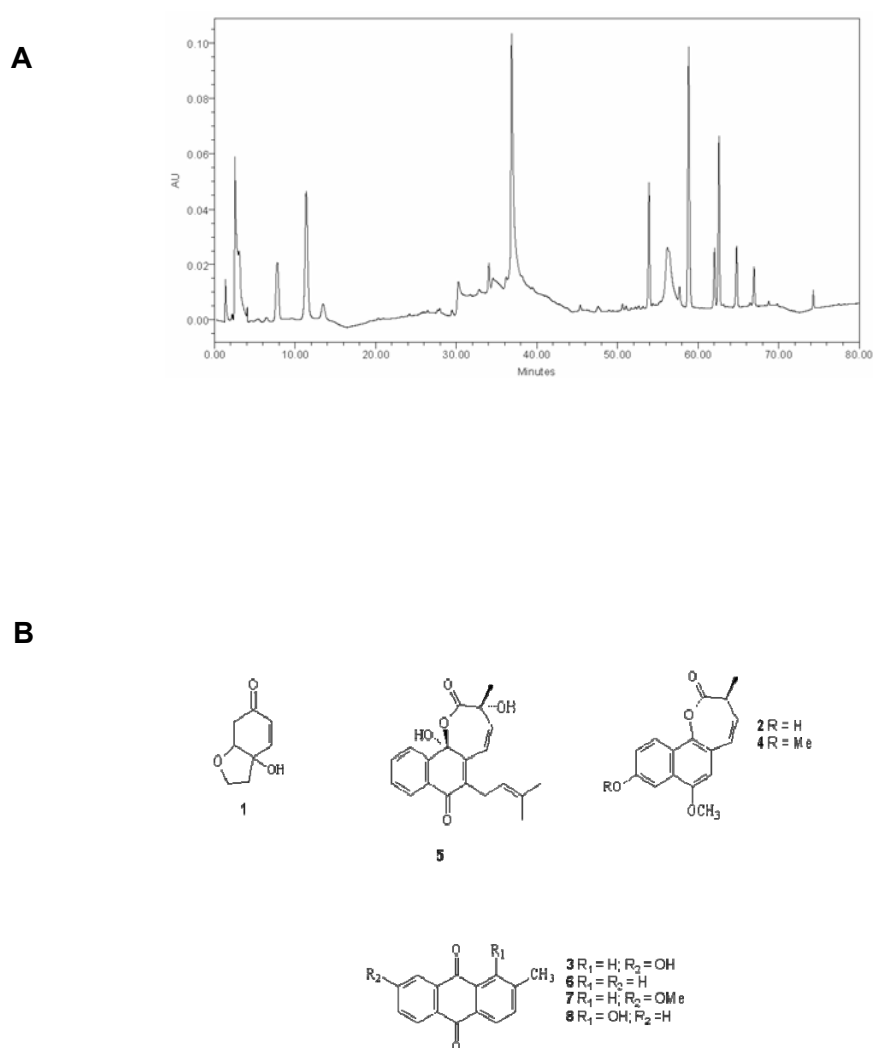 A
0.10
0.08
0.06
0.04
0.02
0.00
AU
0.00 10.00 20.00 30.00 40.00 50.00 60.00 70.00 80.00
Minutes
B
O
O
OH
1
O
O
OH
HO
O
5
O
O
RO
OCH3
2 R = H
4 R = Me
O
R1
R2
CH3
O
3 R1 = H; R2=OH
6 R1 = R2 = H
7 R1 = H; R2=OMe
8 R1 = OH; R2 = H